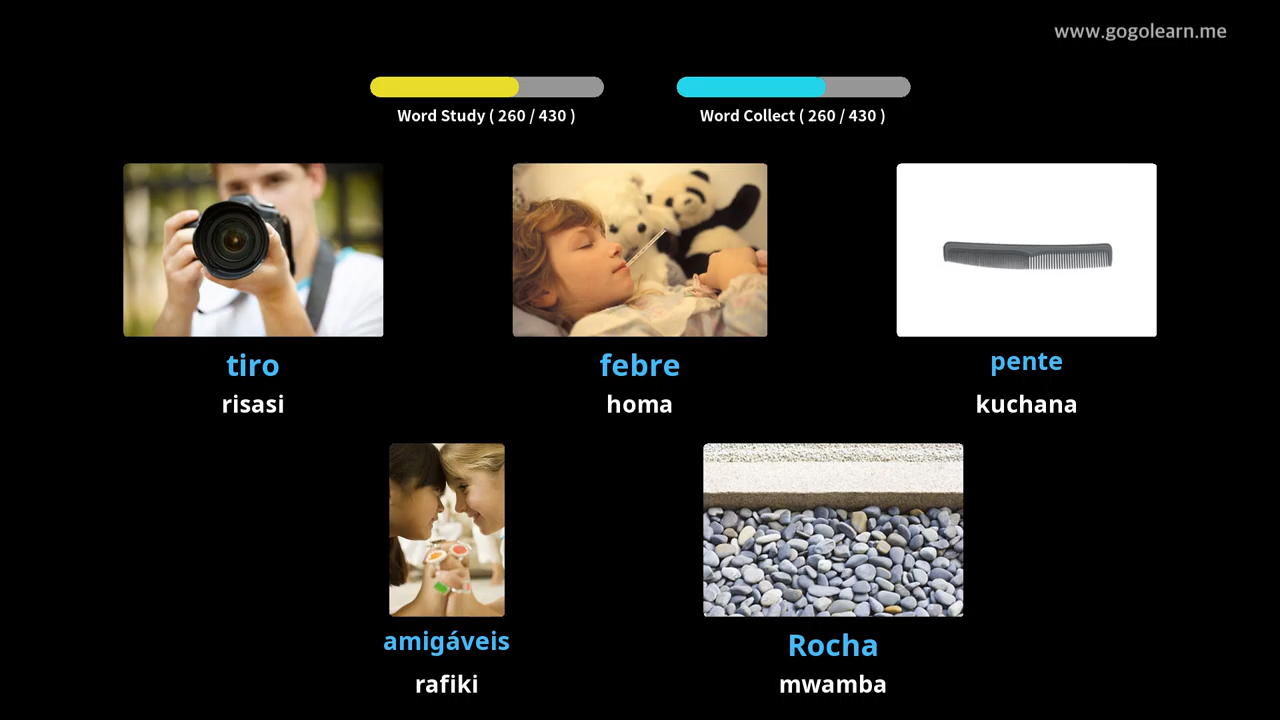 www.gogolearn.me
Word Study ( 260 / 430 )
Word Collect ( 260 / 430 )
tiro
risasi
febre
homa
pente
kuchana
amigáveis
rafiki
Rocha
mwamba